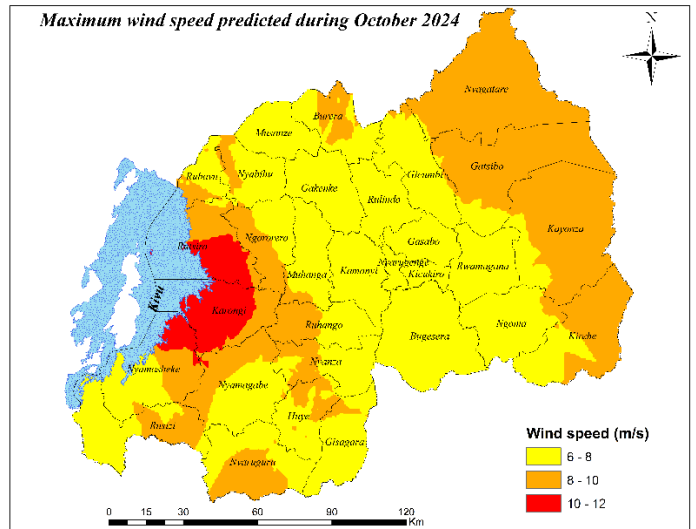 Maximum wind speed predicted during October 2024
N
Nyagatare
Burera
Musanze
Gatsibo
Rubavu
Nyabihu
Gicumbi
Gakenke
Rulindo
Kayonza
Rutsiro
Ngororero
Gasabo
Nyarugenge
Muhanga
Kamonyi
Kicukiro
Rwamagana
Kivu
Karongi
Ruhango
Bugesera
Ngoma
Kirehe
Nyanza
Nyamasheke
Nyamagabe
Huye
Rusizi
Gisagara
Nyaruguru
Wind speed (m/s)
6 - 8
8 - 10
10 - 12
0 15 30 60 90 120
Km